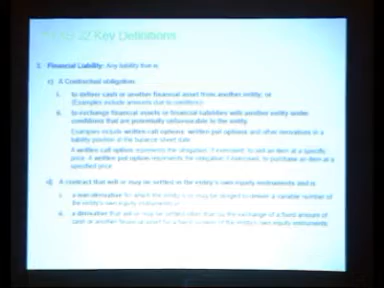 22 Key Definitions
Financial Liability: Any liability that is:
c) A Contractual obligation:
i. to deliver cash or another financial asset from another entity; or
(Examples include amounts due to creditors)
ii. to exchange financial assets or financial liabilities with another entity under
conditions that are potentially unfavourable to the entity.
Examples include written call options, written put options and other derivatives in a
liability position at the balance sheet date
A written call option represents the obligation, if exercised, to sell an item at a specific
price. A written put option represents the obligation, if exercised, to purchase an item at a
specified price
d) A contract that will or may be settled in the entity's own equity instruments and is
i. a non-derivative for which the entity is or may be obliged to deliver a variable number of
the entity's own equity instruments or
ii. a derivative that will or may be settled other than by the exchange of a fixed amount of
cash or another financial asset for a fixed number of the entity's own equity instruments